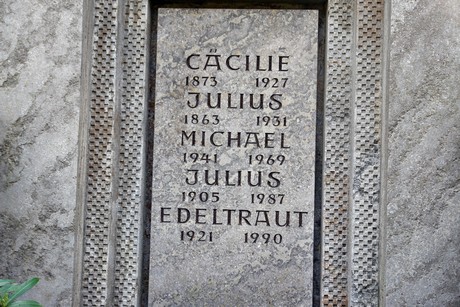 CÄCILIE
1873 1927
JULIUS
1863 1931
MICHAEL
1941 1969
JULIUS
1905 1987
EDELTRAUT
1921 1990